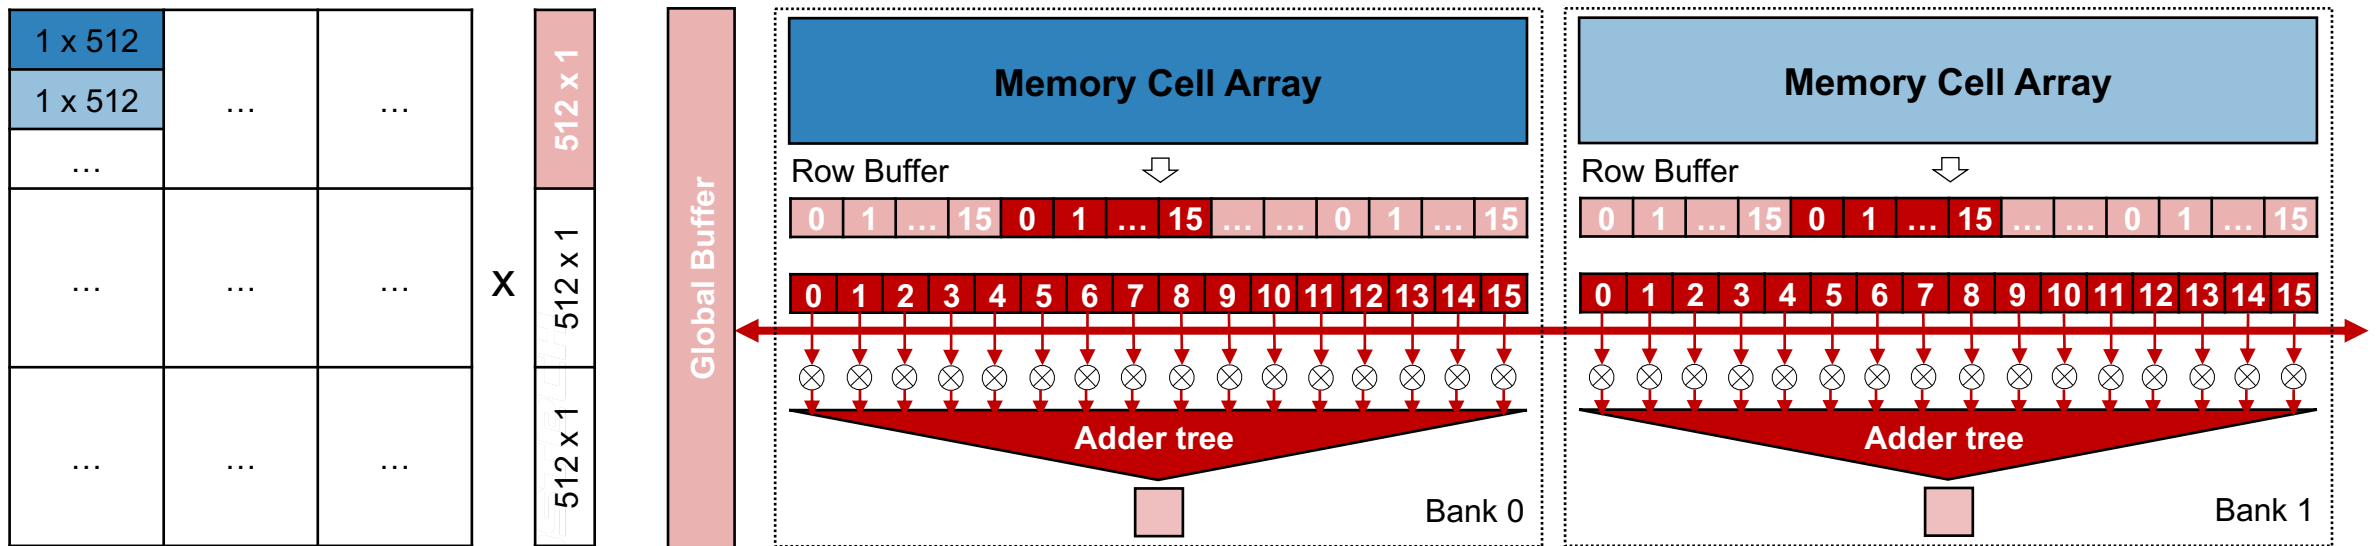 1 x 512
1 x 512
...
...
...
...
...
...
...
...
...
X
512 x 1
512 x 1
512 x 1
Global Buffer
Memory Cell Array
Row Buffer
0 1 ... 15 0 1 ... 15 ... ... 0 1 ... 15
0 1 2 3 4 5 6 7 8 9 10 11 12 13 14 15
Adder tree
Bank 0
Memory Cell Array
Row Buffer
0 1 ... 15 0 1 ... 15 ... ... 0 1 ... 15
0 1 2 3 4 5 6 7 8 9 10 11 12 13 14 15
Adder tree
Bank 1